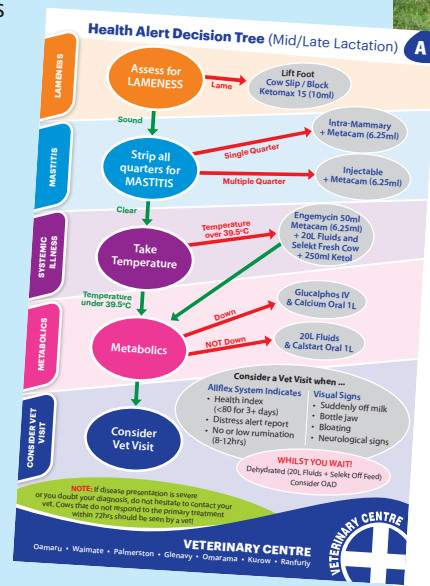 s
Health Alert Decision Tree (Mid/Late Lactation)
A
LAMENESS
Assess for
LAMENESS
Lame
Lift Foot
Cow Slip / Block
Ketomax 15 (10ml)
Sound
MASTITIS
Strip all
quarters for
MASTITIS
Single Quarter
Intra-Mammary
+ Metacam (6.25ml)
Multiple Quarter
Injectable
+ Metacam (6.25ml)
Clear
SYSTEMIC
ILLNESS
Take
Temperature
Temperature
over 39.5°C
Engemycin 50ml
Metacam (6.25ml)
+ 20L Fluids and
Selekt Fresh Cow
+ 250ml Ketol
Temperature
under 39.5°C
METABOLICS
Metabolics
Down
Glucalphos IV
& Calcium Oral 1L
NOT Down
20L Fluids
& Calstart Oral 1L
CONSIDER VET
VISIT
Consider
Vet Visit
Consider a Vet Visit when ...
Allflex System Indicates
• Health index
(<80 for 3+ days)
• Distress alert report
• No or low rumination
(8-12hrs)
Visual Signs
• Suddenly off milk
• Bottle jaw
• Bloating
• Neurological signs
WHILST YOU WAIT!
Dehydrated (20L Fluids + Selekt Off Feed)
Consider OAD
NOTE: If disease presentation is severe
or you doubt your diagnosis, do not hesitate to contact your
vet. Cows that do not respond to the primary treatment
within 72hrs should be seen by a vet!
VETERINARY CENTRE
Oamaru • Waimate • Palmerston • Glenavy • Omarama • Kurow • Ranfurly
VETERINARY CENTRE